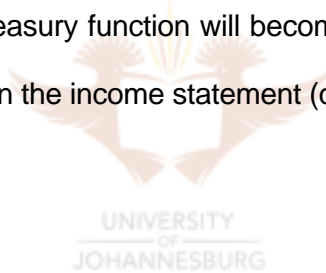 easury function will becom
n the income statement (
UNIVERSITY
OF
JOHANNESBURG